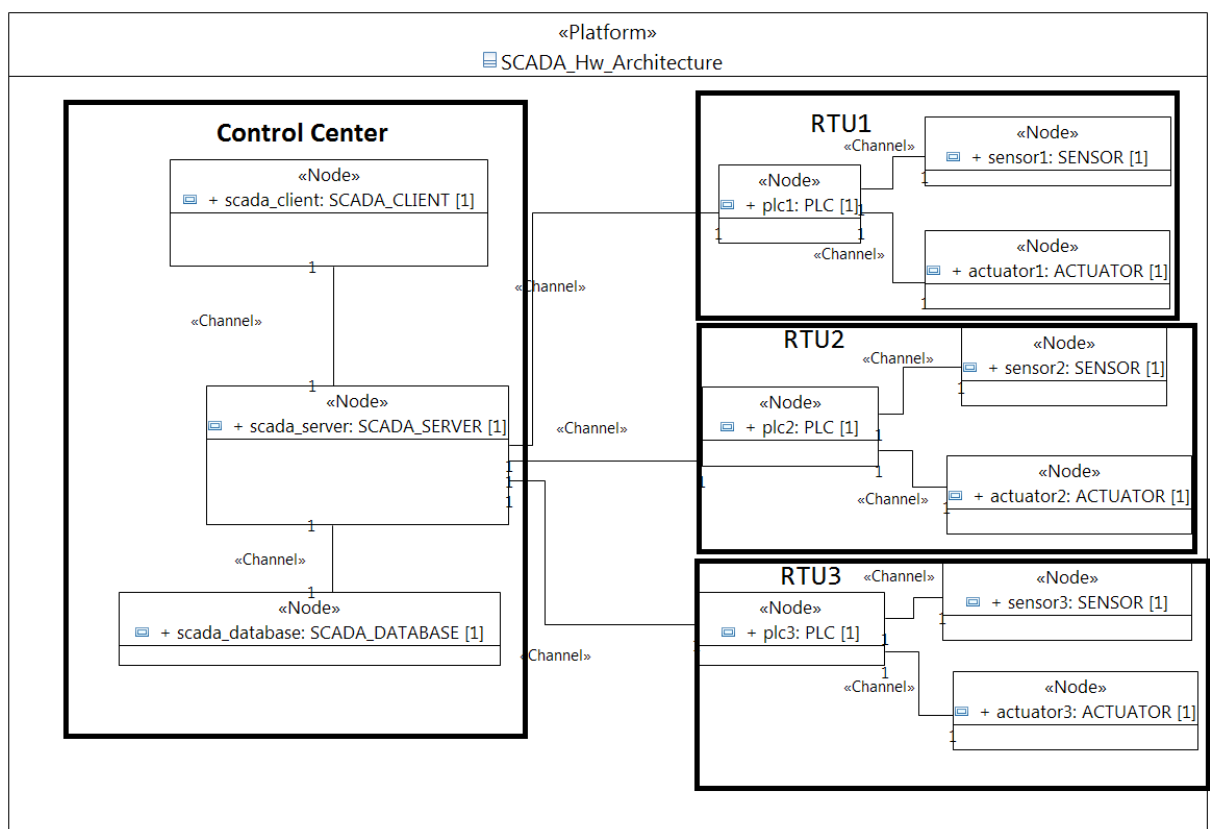 «Platform»
SCADA_Hw_Architecture
Control Center
«Node»
+ scada_client: SCADA_CLIENT [1]
1
«Channel»
1
«Node»
+ scada_server: SCADA_SERVER [1]
1
1
1
1
«Channel»
1
«Node»
+ scada_database: SCADA_DATABASE [1]
«Channel»
«Channel»
«Channel»
RTU1
«Channel»
«Node»
+ sensor1: SENSOR [1]
1
«Node»
+ plc1: PLC [1]
1
1
1
«Channel»
«Node»
+ actuator1: ACTUATOR [1]
1
RTU2
«Channel»
«Node»
+ sensor2: SENSOR [1]
1
«Node»
+ plc2: PLC [1]
1
1
1
«Channel»
«Node»
+ actuator2: ACTUATOR [1]
1
RTU3
«Channel»
«Node»
+ sensor3: SENSOR [1]
1
«Node»
+ plc3: PLC [1]
1
1
1
«Channel»
«Node»
+ actuator3: ACTUATOR [1]
1